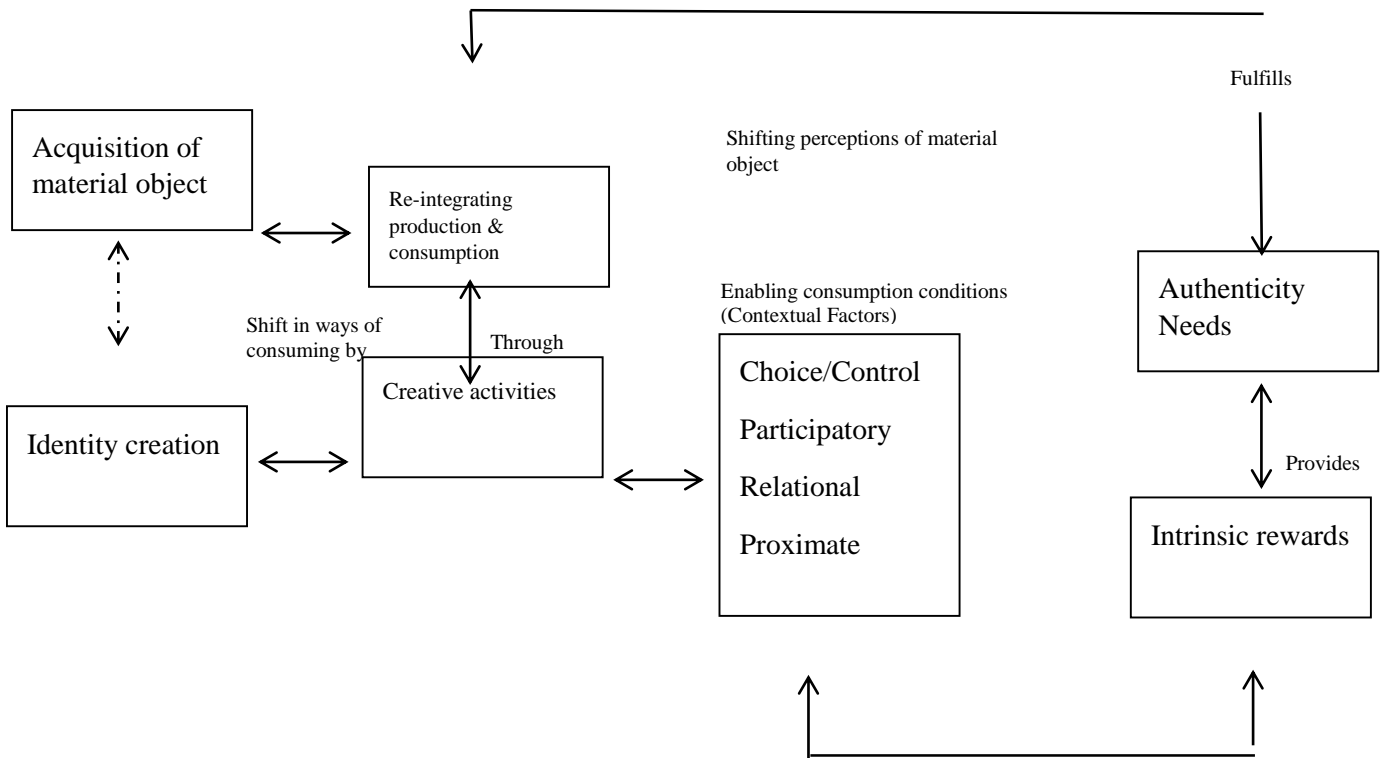 Fulfills
Acquisition of
material object
Shifting perceptions of material
object
Re-integrating
production &
consumption
Authenticity
Needs
Enabling consumption conditions
(Contextual Factors)
Shift in ways of
consuming by
Through
Choice/Control
Participatory
Relational
Proximate
Creative activities
Identity creation
Provides
Intrinsic rewards